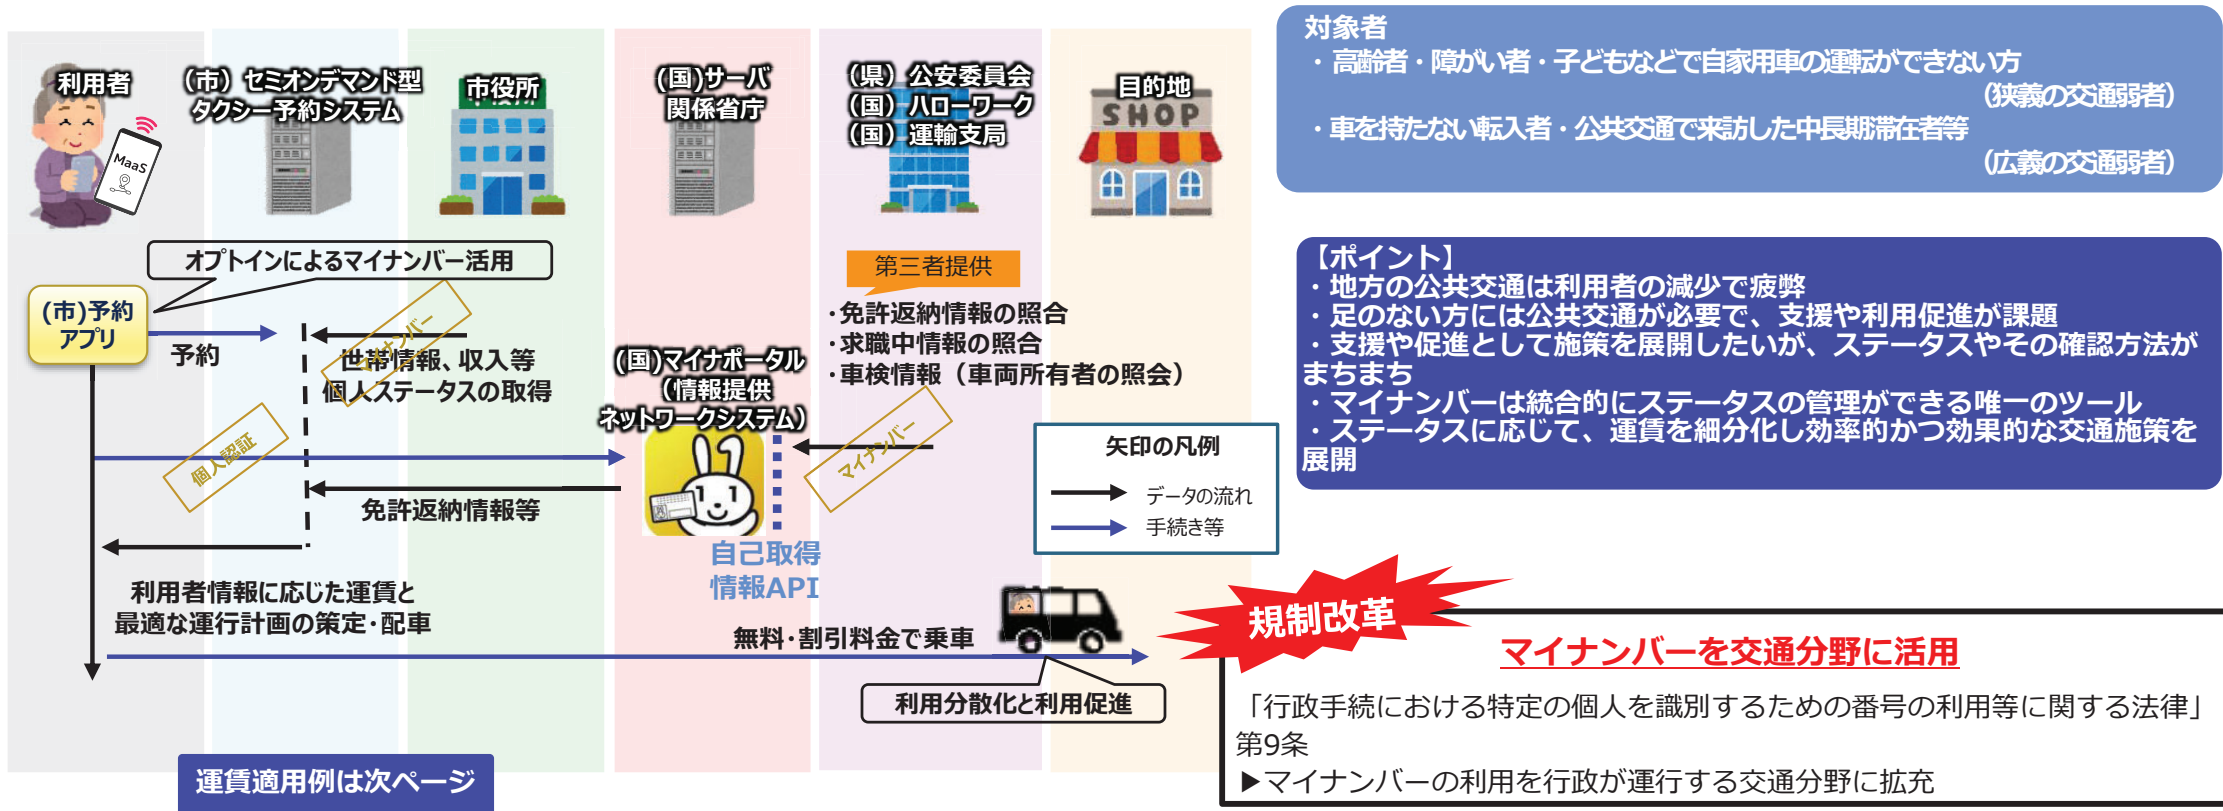 利用者
(市) セミオンデマンド型
タクシー予約システム
市役所
(国)サーバ
関係省庁
(県) 公安委員会
(国) ハローワーク
(国) 運輸支局
目的地
SHOP
MaaS
オプトインによるマイナンバー活用
(市)予約
アプリ
予約
マイナンバー
世帯情報、収入等
個人ステータスの取得
個人認証
免許返納情報等
利用者情報に応じた運賃と
最適な運行計画の策定・配車
(国)マイナポータル
(情報提供
ネットワークシステム)
自己取得
情報API
第三者提供
・免許返納情報の照合
・求職中情報の照合
・車検情報（車両所有者の照会）
マイナンバー
矢印の凡例
データの流れ
手続き等
無料・割引料金で乗車
利用分散化と利用促進
運賃適用例は次ページ
対象者
・高齢者・障がい者・子どもなどで自家用車の運転ができない方
（狭義の交通弱者）
・車を持たない転入者・公共交通で来訪した中長期滞在者等
（広義の交通弱者）
【ポイント】
・地方の公共交通は利用者の減少で疲弊
・足のない方には公共交通が必要で、支援や利用促進が課題
・支援や促進として施策を展開したいが、ステータスやその確認方法が
まちまち
・マイナンバーは統合的にステータスの管理ができる唯一のツール
・ステータスに応じて、運賃を細分化し効率的かつ効果的な交通施策を
展開
規制改革
マイナンバーを交通分野に活用
「行政手続における特定の個人を識別するための番号の利用等に関する法律」
第9条
▶マイナンバーの利用を行政が運行する交通分野に拡充